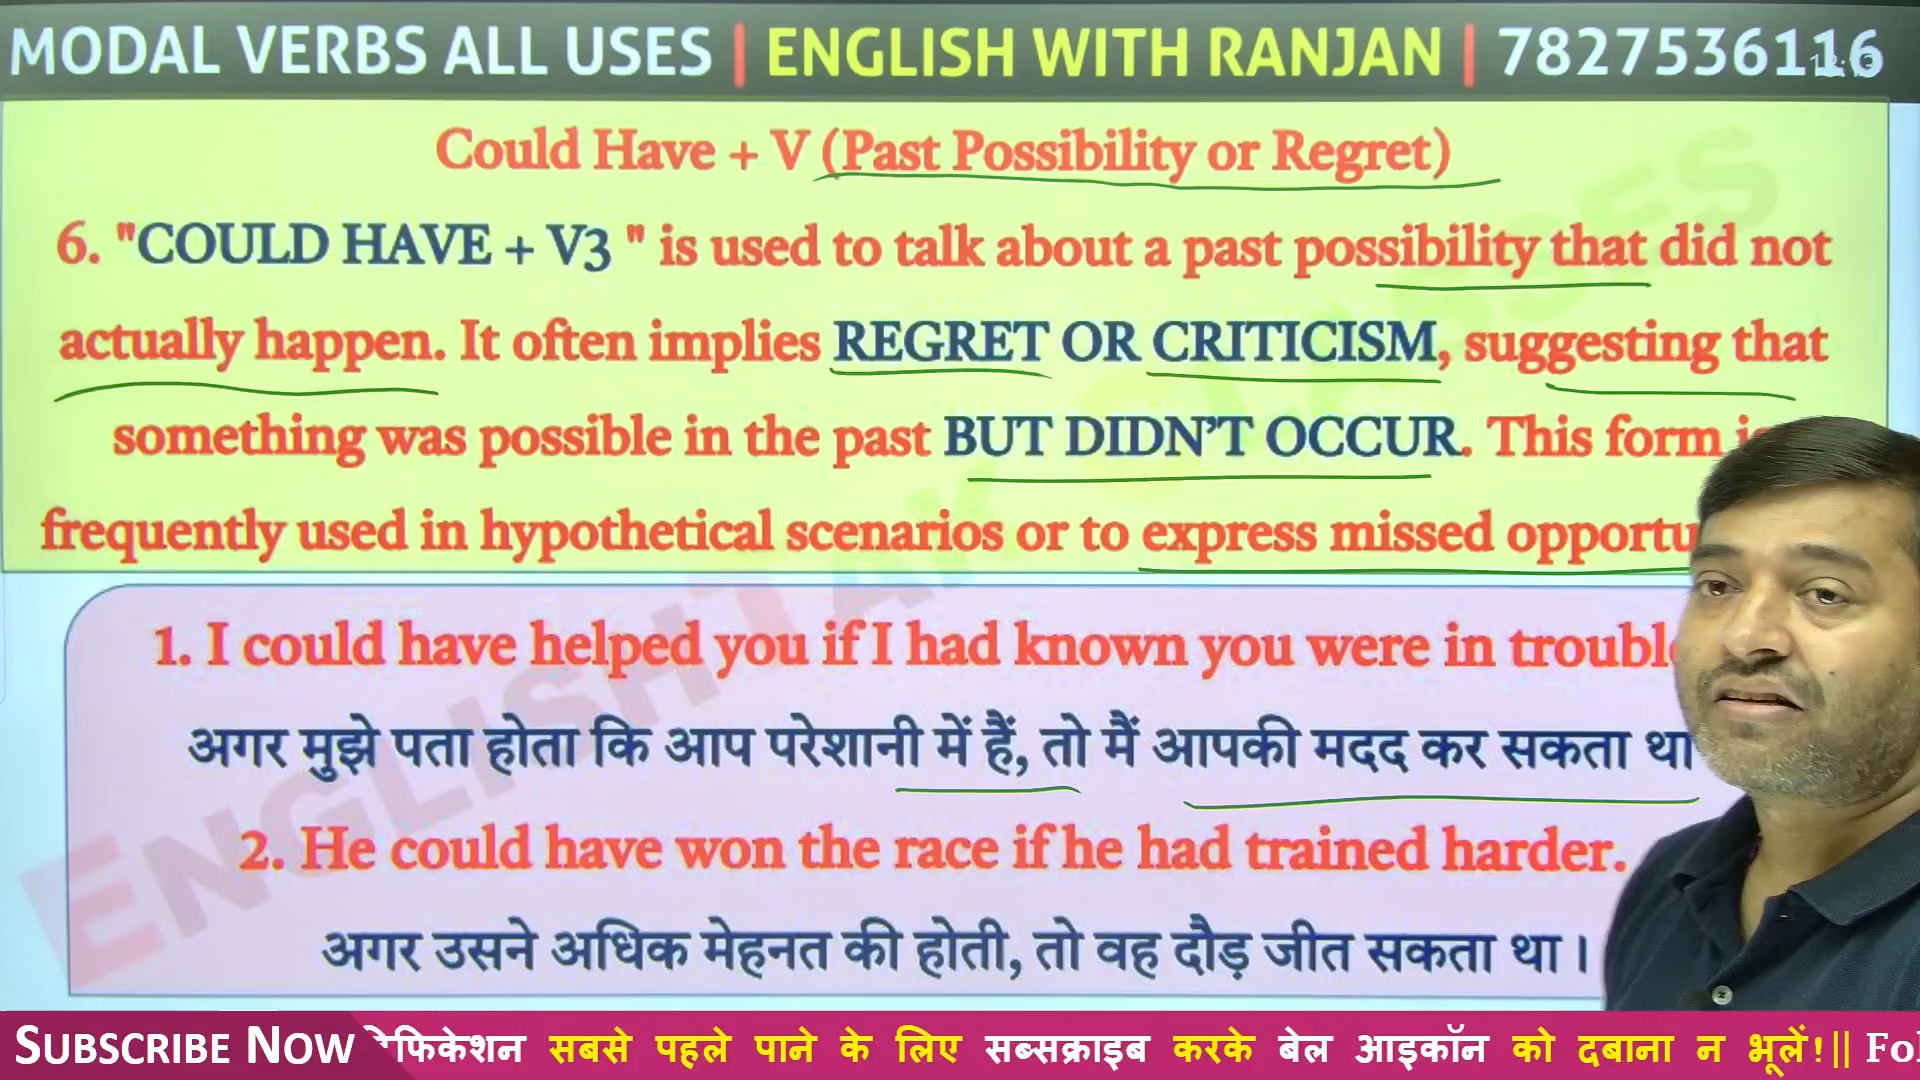 MODAL VERBS ALL USES | ENGLISH WITH RANJAN | 7827536116
Could Have + V (Past Possibility or Regret)
6. "COULD HAVE + V3 " is used to talk about a past possibility that did not
actually happen. It often implies REGRET OR CRITICISM, suggesting that
something was possible in the past BUT DIDN'T OCCUR. This form
frequently used in hypothetical scenarios or to express missed
1. I could have helped you if I had known you were in
अगर मुझे पता होता कि आप परेशानी में हैं, तो मैं आपकी मदद कर सकता था
2. He could have won the race if he had trained harder.
अगर उसने अधिक मेहनत की होती, तो वह दौड़ जीत सकता था।
ENGLISHTAK CLASSES
SUBSCRIBE NOW सबसे पहले पाने के लिए सब्सक्राइब करके बेल आइकॉन को दबाना न भूलें!||